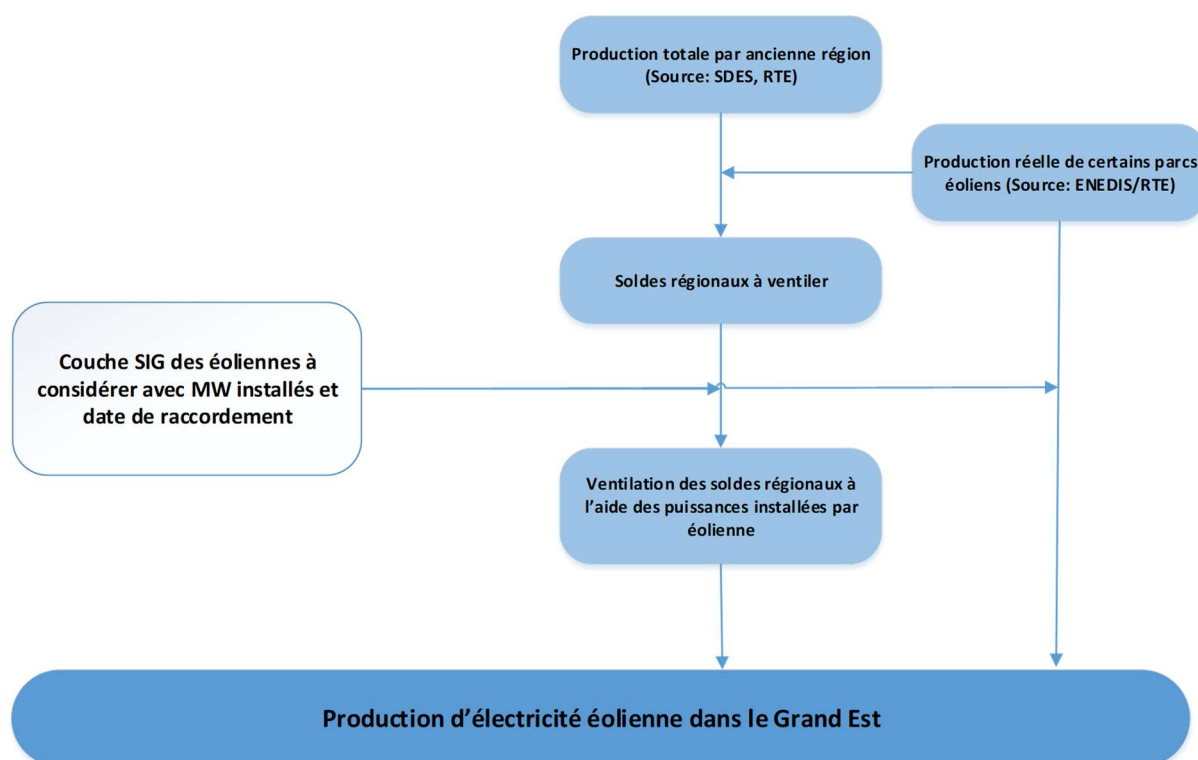 Production totale par ancienne région
(Source: SDES, RTE)
Production réelle de certains parcs
éoliens (Source: ENEDIS/RTE)
Soldes régionaux à ventiler
Couche SIG des éoliennes à
considérer avec MW installés et
date de raccordement
Ventilation des soldes régionaux à
l’aide des puissances installées par
éolienne
Production d’électricité éolienne dans le Grand Est